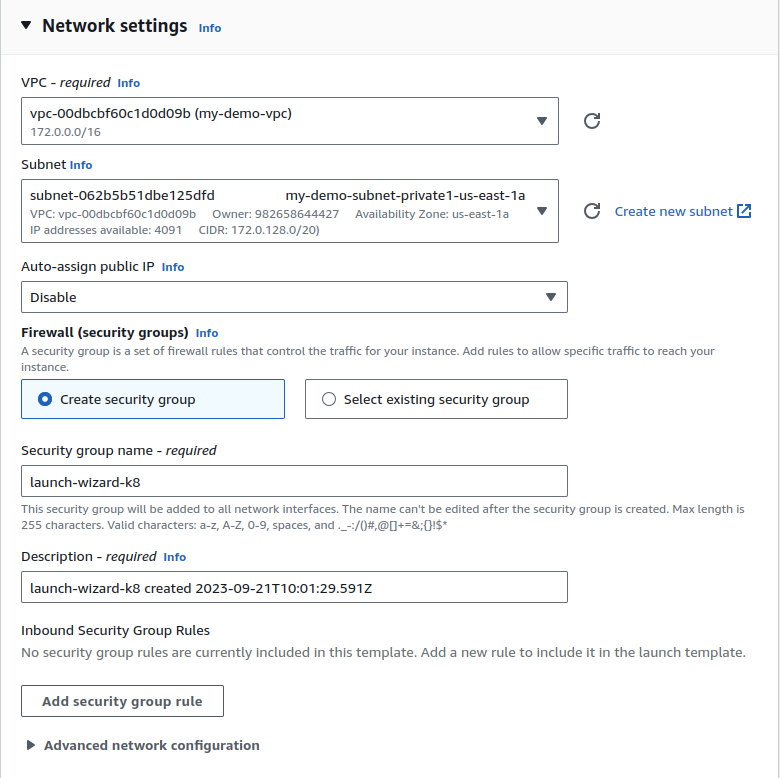 Network settings Info
VPC - required Info
vpc-00dbcbf60c1d0d09b (my-demo-vpc)
172.0.0.0/16
Subnet Info
subnet-062b5b51dbe125dfd my-demo-subnet-private1-us-east-1a
VPC: vpc-00dbcbf60c1d0d09b Owner: 982658644427 Availability Zone: us-east-1a
IP addresses available: 4091 CIDR: 172.0.128.0/20)
Create new subnet
Auto-assign public IP Info
Disable
Firewall (security groups) Info
A security group is a set of firewall rules that control the traffic for your instance. Add rules to allow specific traffic to reach your
instance.
Create security group Select existing security group
Security group name - required
launch-wizard-k8
This security group will be added to all network interfaces. The name can't be edited after the security group is created. Max length is
255 characters. Valid characters: a-z, A-Z, 0-9, spaces, and ._-:/()#,@[]+=&;{}!$*
Description - required Info
launch-wizard-k8 created 2023-09-21T10:01:29.591Z
Inbound Security Group Rules
No security group rules are currently included in this template. Add a new rule to include it in the launch template.
Add security group rule
Advanced network configuration